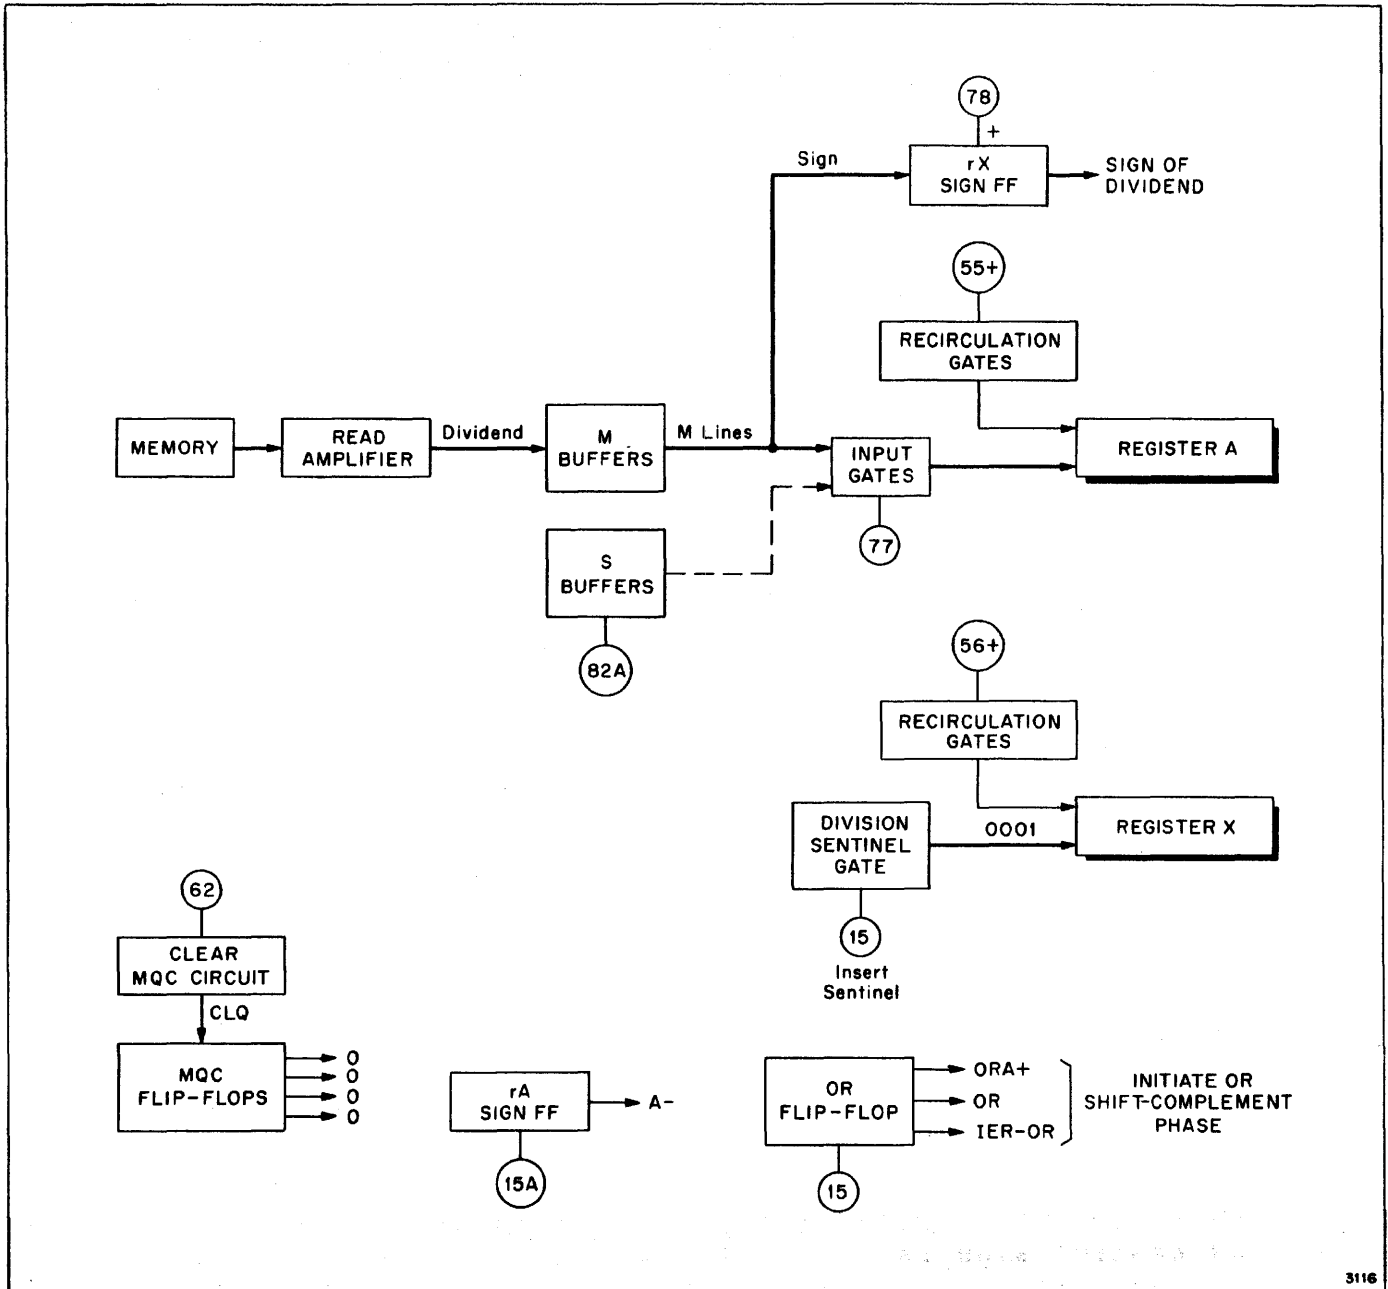 78
+
Sign
rX
SIGN FF
SIGN OF
DIVIDEND
55+
RECIRCULATION
GATES
MEMORY
READ
AMPLIFIER
Dividend
M
BUFFERS
M Lines
INPUT
GATES
REGISTER A
77
S
BUFFERS
82A
56+
RECIRCULATION
GATES
DIVISION
SENTINEL
GATE
0001
REGISTER X
15
Insert
Sentinel
62
CLEAR
MQC CIRCUIT
CLQ
MQC
FLIP-FLOPS
0
0
0
0
rA
SIGN FF
A-
15A
OR
FLIP-FLOP
ORA+
OR
IER-OR
INITIATE OR
SHIFT-COMPLEMENT
PHASE
15
3116